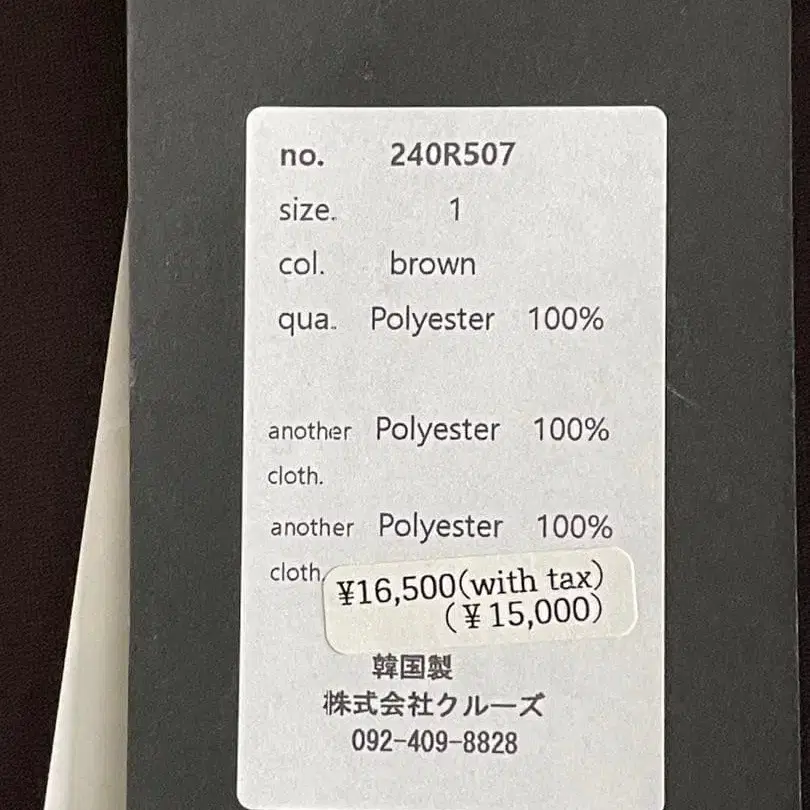 no. 240R507
size. 1
col. brown
qua. Polyester 100%
another Polyester 100%
cloth.
another Polyester 100%
cloth.
¥16,500(with tax)
(¥15,000)
韓国製
株式会社クルーズ
092-409-8828